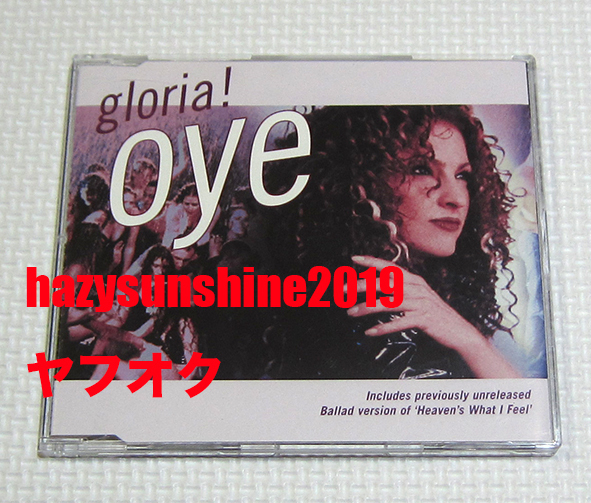 gloria!
oye
hazysunshine2019
ヤフオク
Includes previously unreleased
Ballad version of 'Heaven's What I Feel'